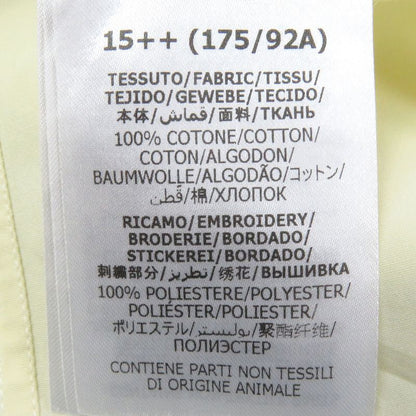 15++ (175/92A)
TESSUTO/FABRIC/TISSU/
TEJIDO/GEWEBE/TECIDO/
本体/قماش/面料/ТКАНЬ
100% COTONE/COTTON/
COTON/ALGODON/
BAUMWOLLE/ALGODÃO/コットン/
قُطن/棉/ХЛОПОК
RICAMO/EMBROIDERY/
BRODERIE/BORDADO/
STICKEREI/BORDADO/
刺繍部分/تطريز/绣花/ВЫШИВКА
100% POLIESTERE/POLYESTER/
POLIÉSTER/POLIESTER/
ポリエステル/بوليستر/聚酯纤维/
ПОЛИЭСТЕР
CONTIENE PARTI NON TESSILI
DI ORIGINE ANIMALE